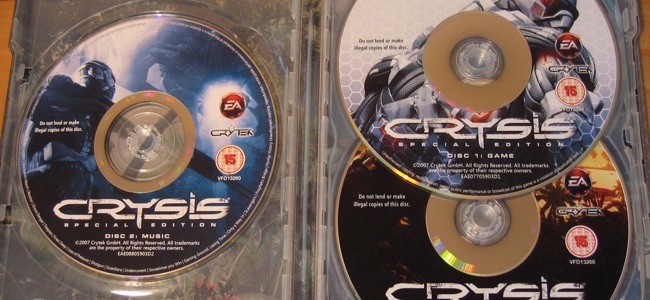 Do not lend or make
illegal copies of this disc.
EA
CRYTEK
15
VFD13260
CRYSIS
SPECIAL EDITION
DISC 2: MUSIC
©2007 Crytek GmbH. All Rights Reserved. All trademarks
are the property of their respective owners.
EAE08805903D2
Do not lend or make
illegal copies of this disc.
EA
CRYTEK
15
VFD13260
CRYSIS
SPECIAL EDITION
DISC 1: GAME
©2007 Crytek GmbH. All Rights Reserved. All trademarks
are the property of their respective owners.
EAE07705903D1
Do not lend or make
illegal copies of this disc.
EA
CRYTEK
15
VFD13260
CRYSIS